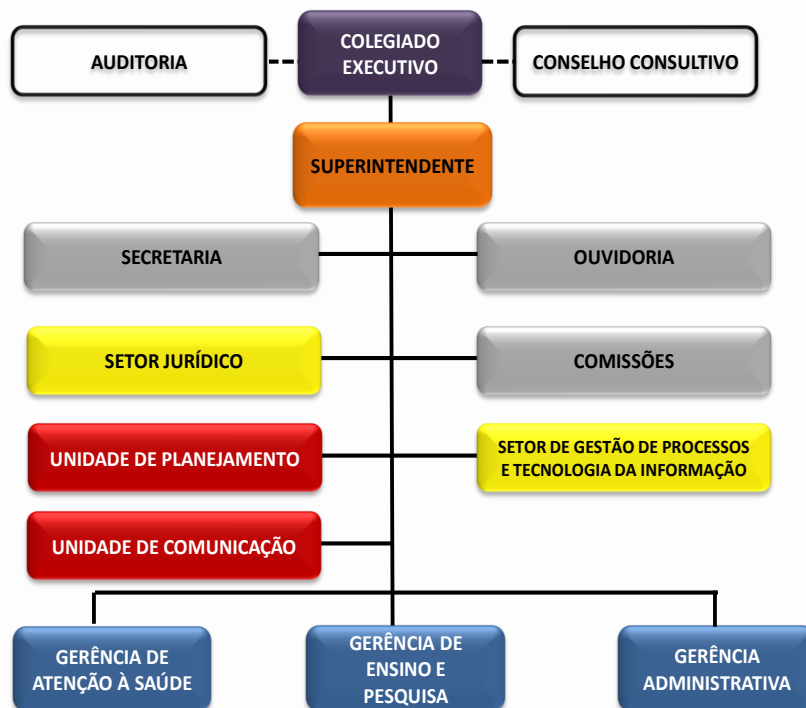 AUDITORIA
COLEGIADO
EXECUTIVO
CONSELHO CONSULTIVO
SUPERINTENDENTE
SECRETARIA
OUVIDORIA
SETOR JURÍDICO
COMISSÕES
UNIDADE DE PLANEJAMENTO
SETOR DE GESTÃO DE PROCESSOS
E TECNOLOGIA DA INFORMAÇÃO
UNIDADE DE COMUNICAÇÃO
GERÊNCIA DE
ATENÇÃO À SAÚDE
GERÊNCIA DE
ENSINO E
PESQUISA
GERÊNCIA
ADMINISTRATIVA